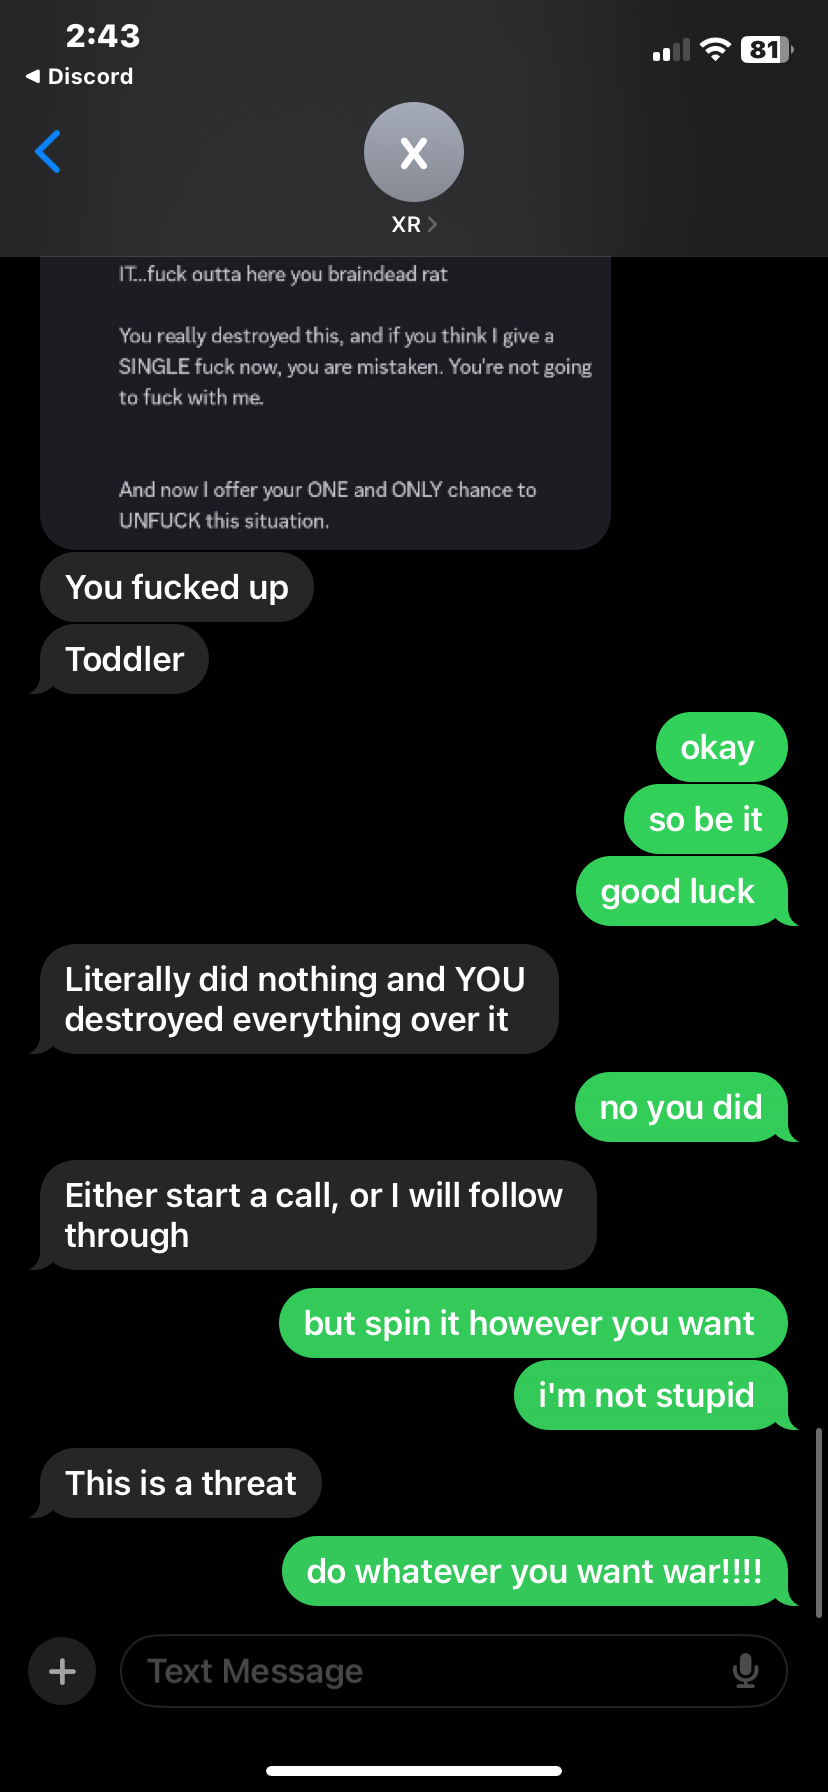 2:43
81
Discord
X
XR
IT...fuck outta here you braindead rat
You really destroyed this, and if you think I give a
SINGLE fuck now, you are mistaken. You're not going
to fuck with me.
And now I offer your ONE and ONLY chance to
UNFUCK this situation.
You fucked up
Toddler
okay
so be it
good luck
Literally did nothing and YOU
destroyed everything over it
no you did
Either start a call, or I will follow
through
but spin it however you want
i'm not stupid
This is a threat
do whatever you want war!!!!
Text Message